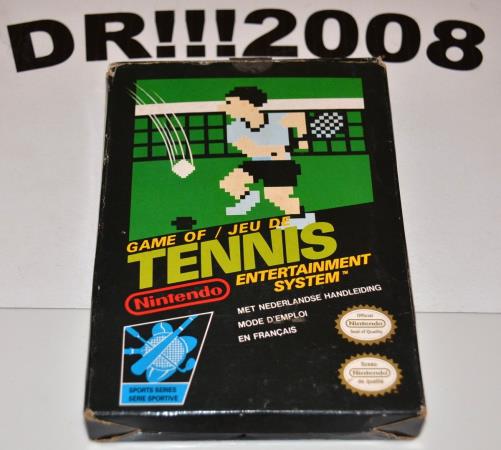 DR!!!2008
GAME OF / JEU DE
TENNIS
Nintendo
ENTERTAINMENT
SYSTEM™
MET NEDERLANDSE HANDLEIDING
MODE D'EMPLOI
EN FRANÇAIS
Official
Nintendo
Seal of Quality
Sceau
Nintendo
de qualité
SPORTS SERIES
SÉRIE SPORTIVE